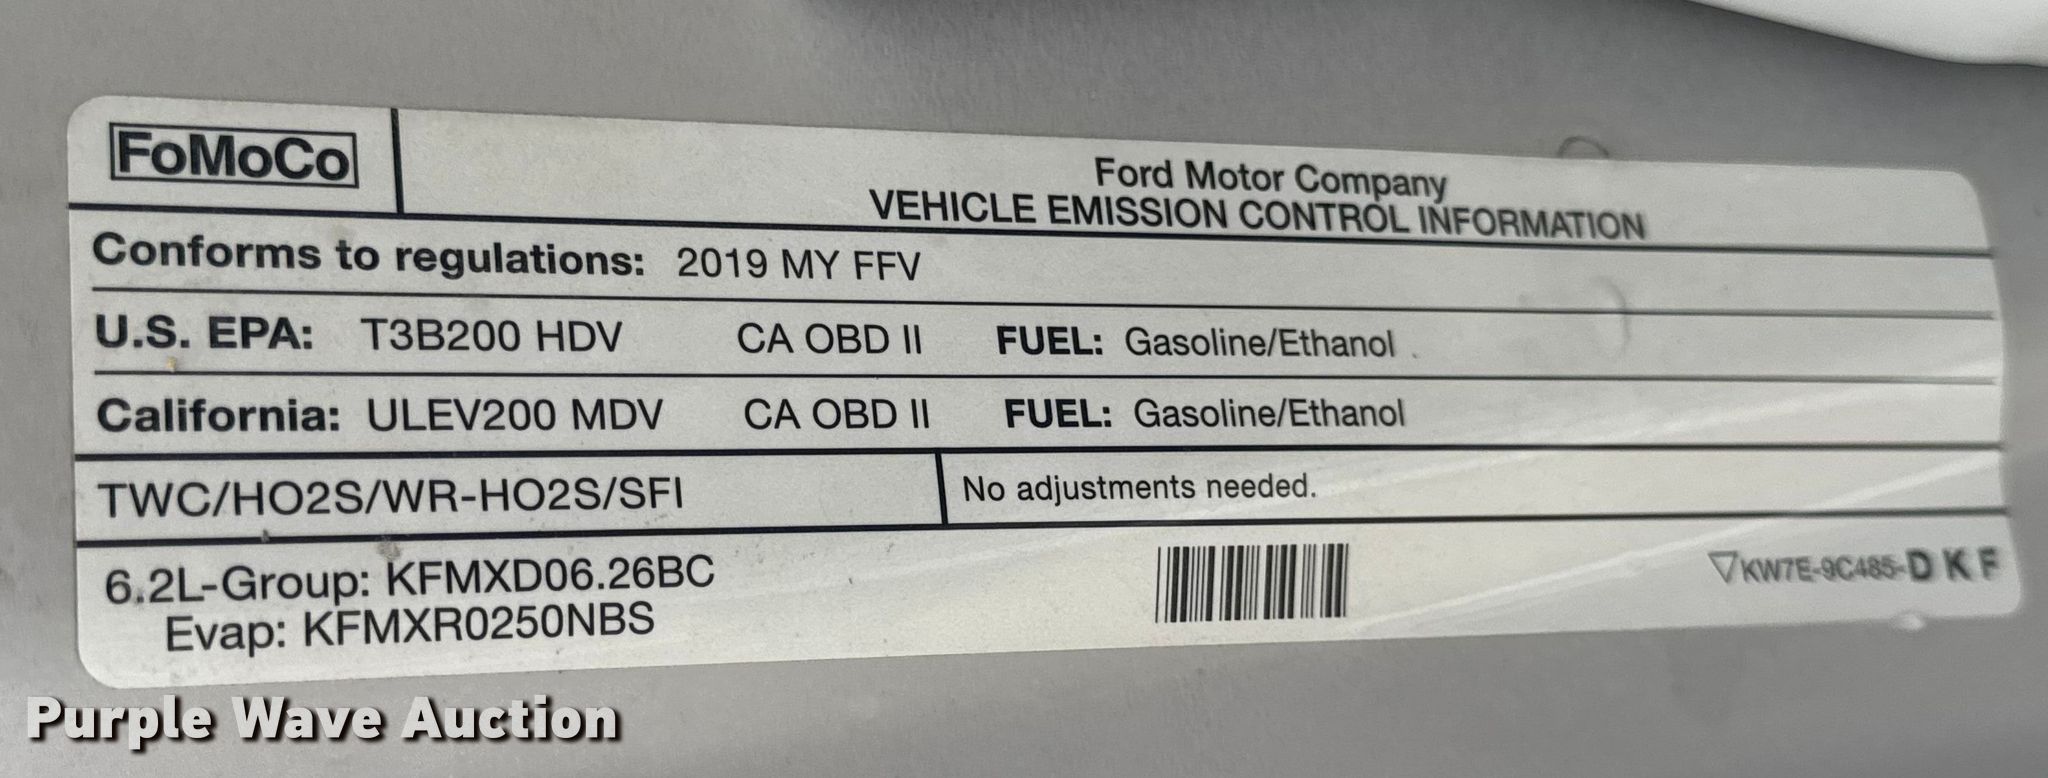 FoMoCo
Ford Motor Company
VEHICLE EMISSION CONTROL INFORMATION
Conforms to regulations: 2019 MY FFV
U.S. EPA: T3B200 HDV CA OBD II FUEL: Gasoline/Ethanol
California: ULEV200 MDV CA OBD II FUEL: Gasoline/Ethanol
TWC/HO2S/WR-HO2S/SFI
No adjustments needed.
6.2L-Group: KFMXD06.26BC
Evap: KFMXR0250NBS
KW7E-9C485-D K F
Purple Wave Auction